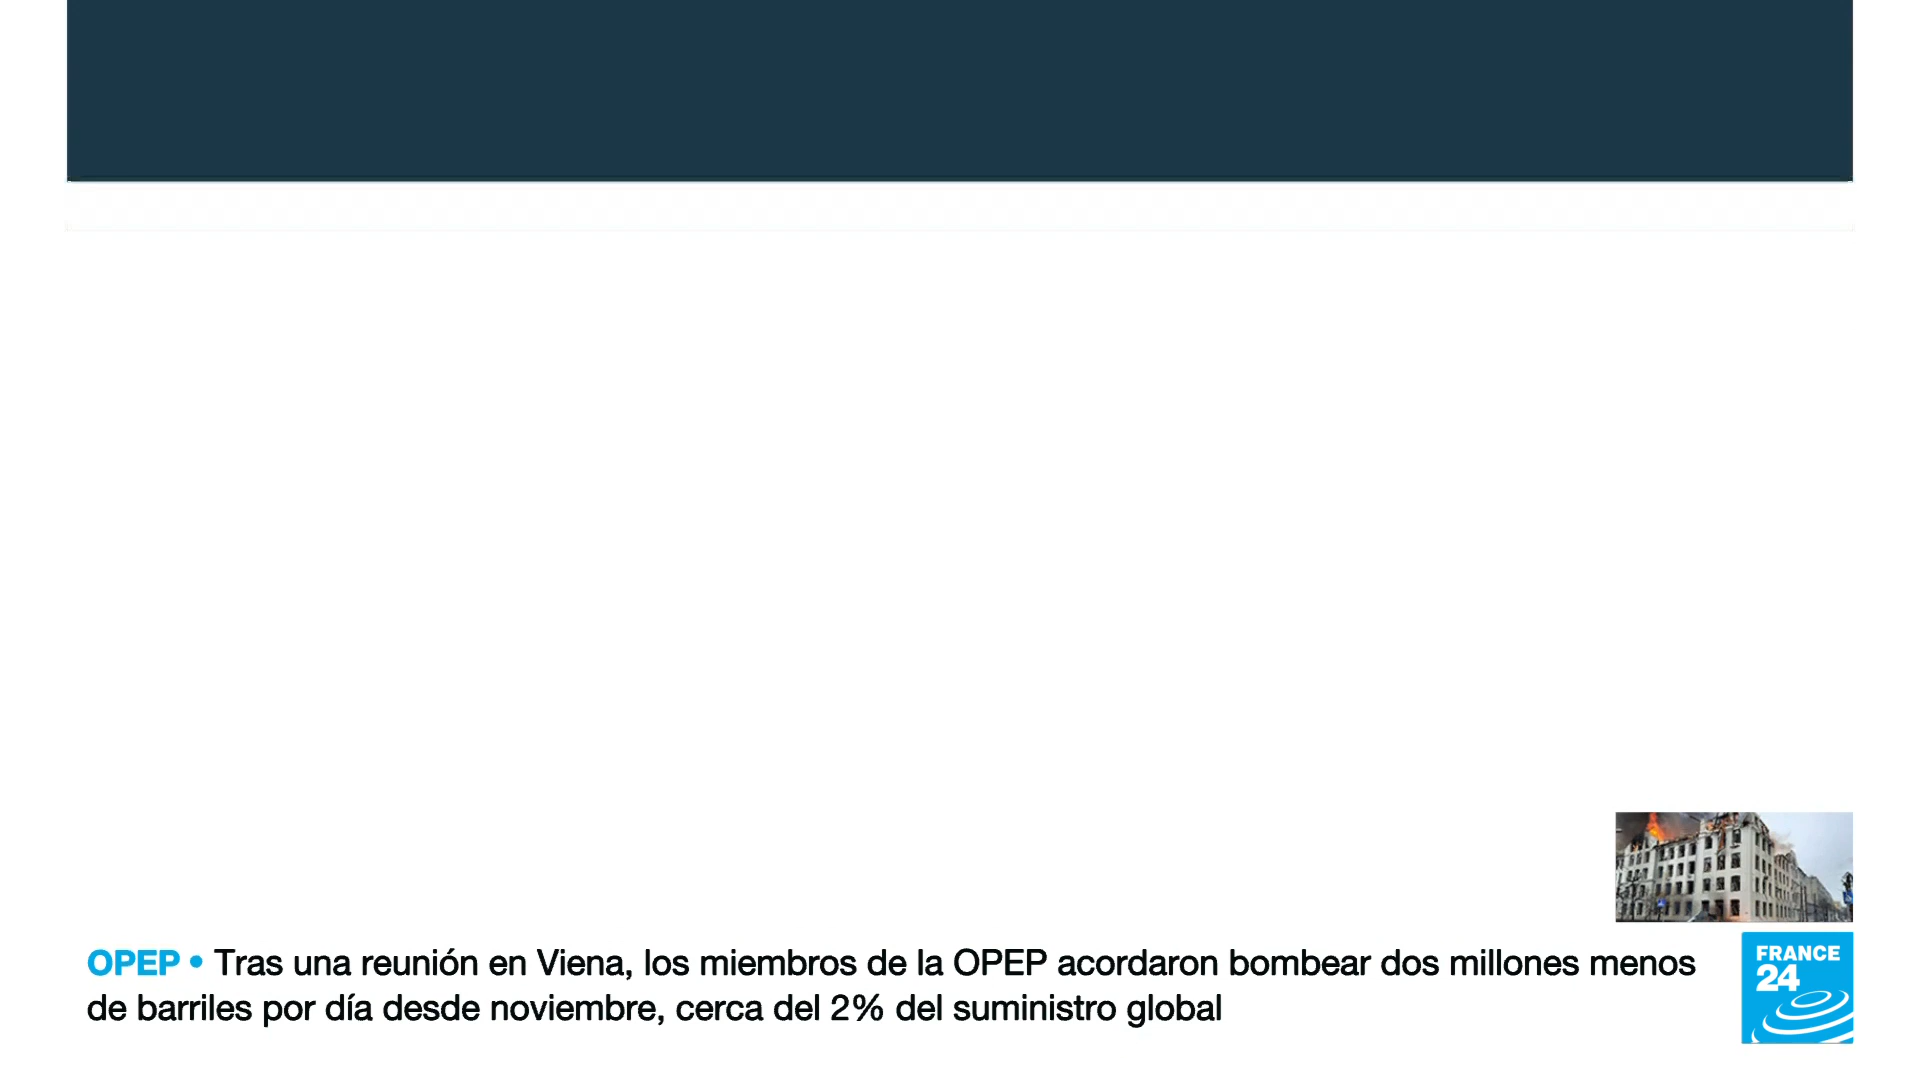 OPEP • Tras una reunión en Viena, los miembros de la OPEP acordaron bombear dos millones menos
de barriles por día desde noviembre, cerca del 2% del suministro global
FRANCE
24